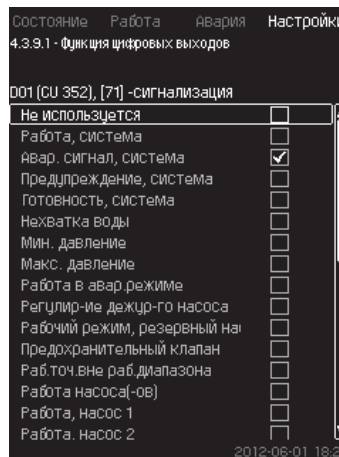 Состояние Работа Авария Настройки
4.3.9.1 - Функция цифровых выходов
DO1 (CU 352), [71] -сигнализация
Не используется
Работа, система
Авар. сигнал, система
Предупреждение, система
Готовность, система
Нехватка воды
Мин. давление
Макс. давление
Работа в авар.режиме
Регулир-ие дежур-го насоса
Рабочий режим, резервный
Предохранительный клапан
Раб.точ.вне раб.диапазона
Работа насоса(-ов)
Работа, насос 1
Работа. насос 2
2012-06-01